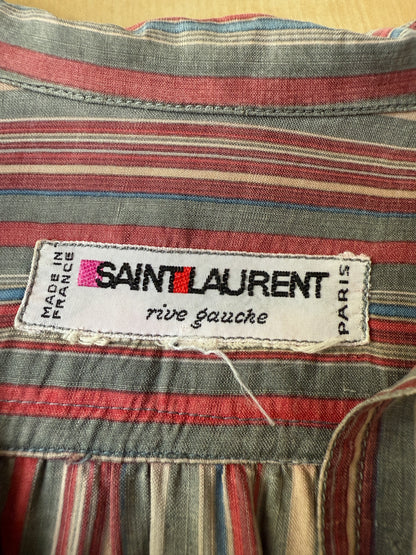 MADE IN
FRANCE
SAINT LAURENT
rive gauche
PARIS